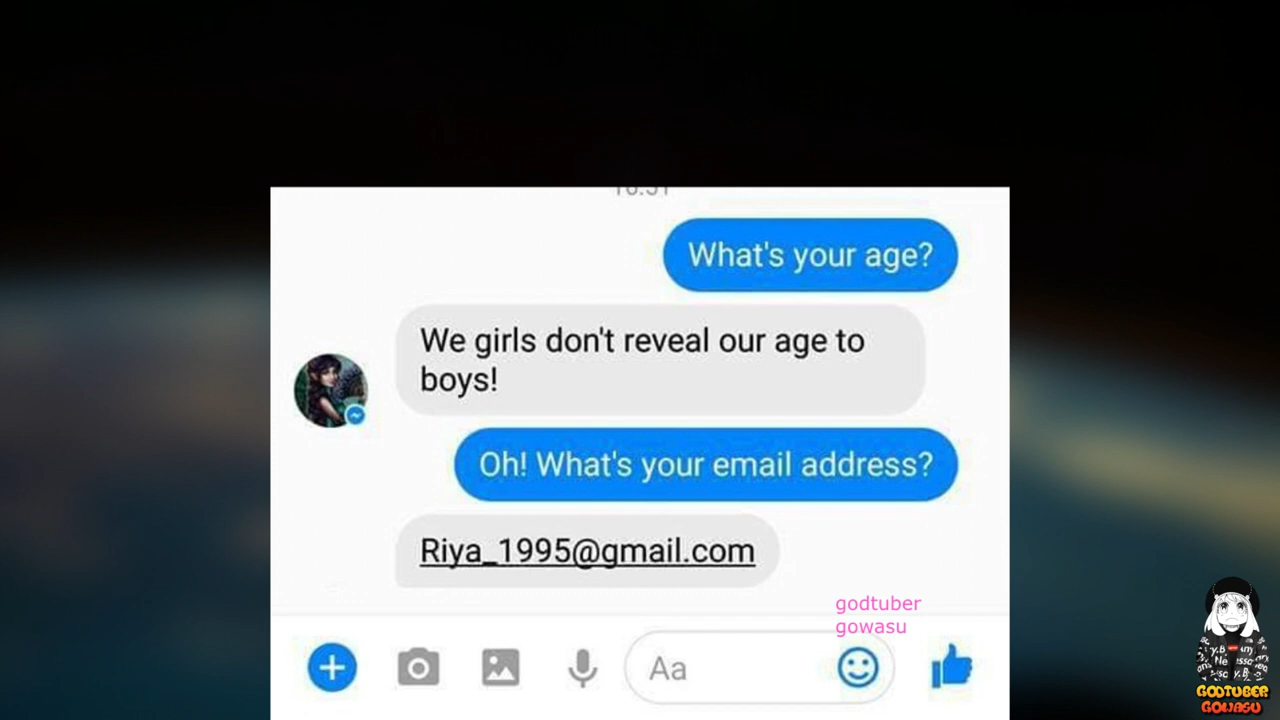 What's your age?
We girls don't reveal our age to
boys!
Oh! What's your email address?
Riya_1995@gmail.com
godtuber
gowasu
Aa
GODTUBER
GOWASU